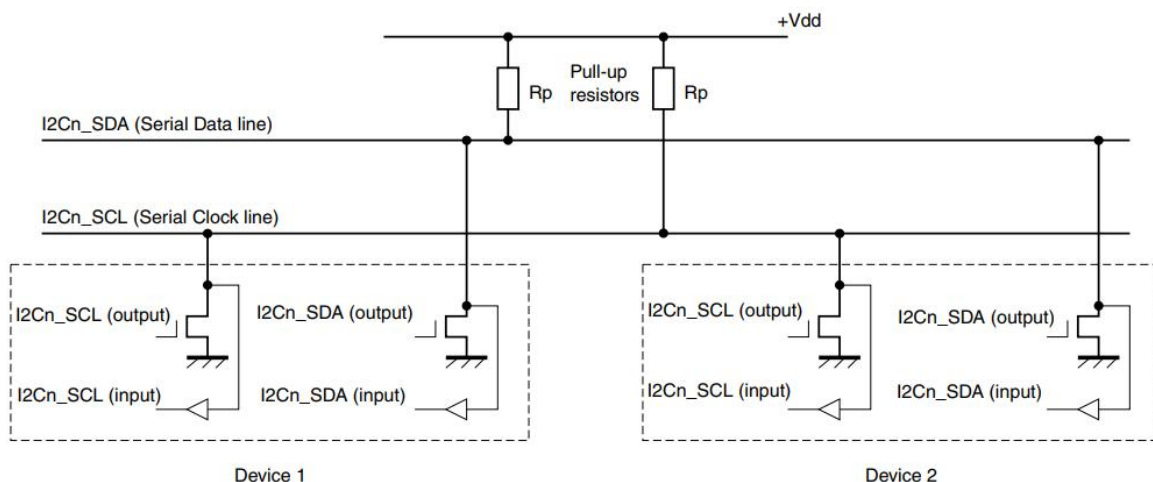 +Vdd
Pull-up
resistors
Rp
Rp
I2Cn_SDA (Serial Data line)
I2Cn_SCL (Serial Clock line)
I2Cn_SCL (output)
I2Cn_SDA (output)
I2Cn_SCL (input)
I2Cn_SDA (input)
I2Cn_SCL (output)
I2Cn_SDA (output)
I2Cn_SCL (input)
I2Cn_SDA (input)
Device 1
Device 2